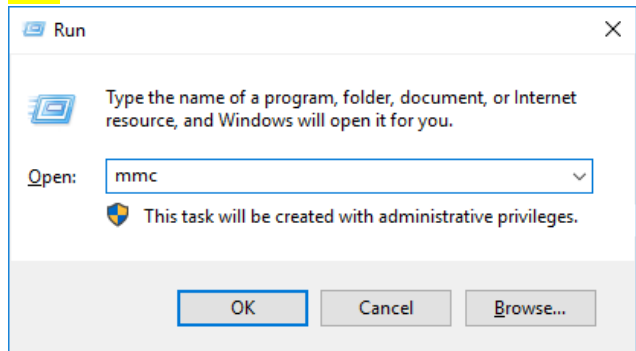 Run
Type the name of a program, folder, document, or Internet
resource, and Windows will open it for you.
Open: mmc
This task will be created with administrative privileges.
OK Cancel Browse...